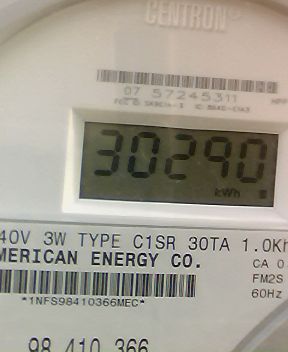 CENTRON®
07 57245311
30290
kWh
40V 3W TYPE C1SR 30TA 1.0Kh
MERICAN ENERGY CO.
CA 0
FM2S
60Hz
*1NFS98410366MEC*
98 410 366